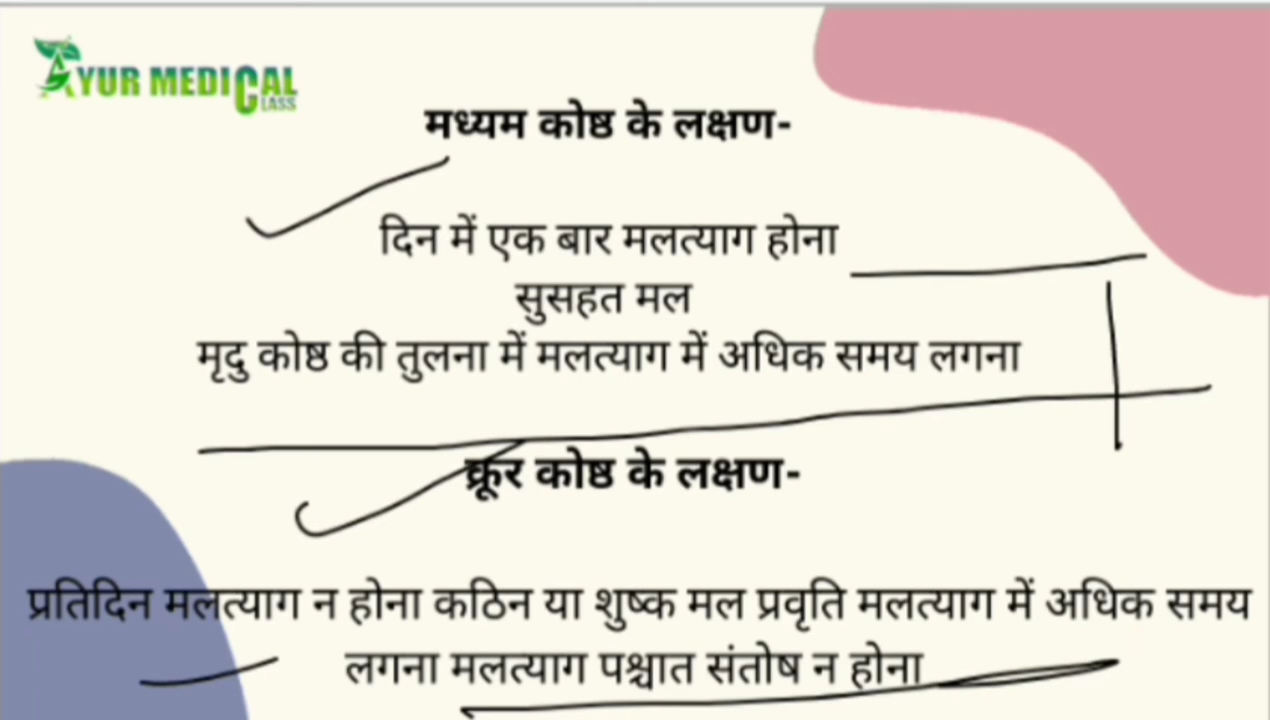 AYUR MEDICAL
CLASS
मध्यम कोष्ठ के लक्षण-
दिन में एक बार मलत्याग होना
सुसहत मल
मृदु कोष्ठ की तुलना में मलत्याग में अधिक समय लगना
क्रूर कोष्ठ के लक्षण-
प्रतिदिन मलत्याग न होना कठिन या शुष्क मल प्रवृति मलत्याग में अधिक समय
लगना मलत्याग पश्चात संतोष न होना